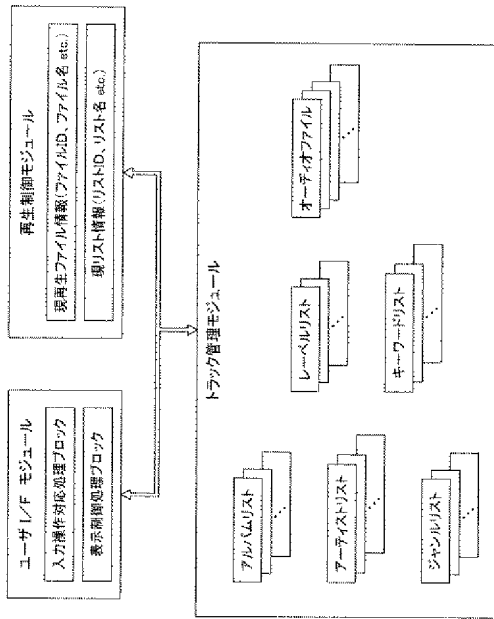 ユーザI/F モジュール
入力操作対応処理ブロック
表示制御処理ブロック
再生制御モジュール
現再生ファイル情報(ファイルID、ファイル名 etc.)
現リスト情報(リストID、リスト名 etc.)
トラック管理モジュール
アルバムリスト
アーティストリスト
ジャンルリスト
レーベルリスト
キーワードリスト
オーディオファイル